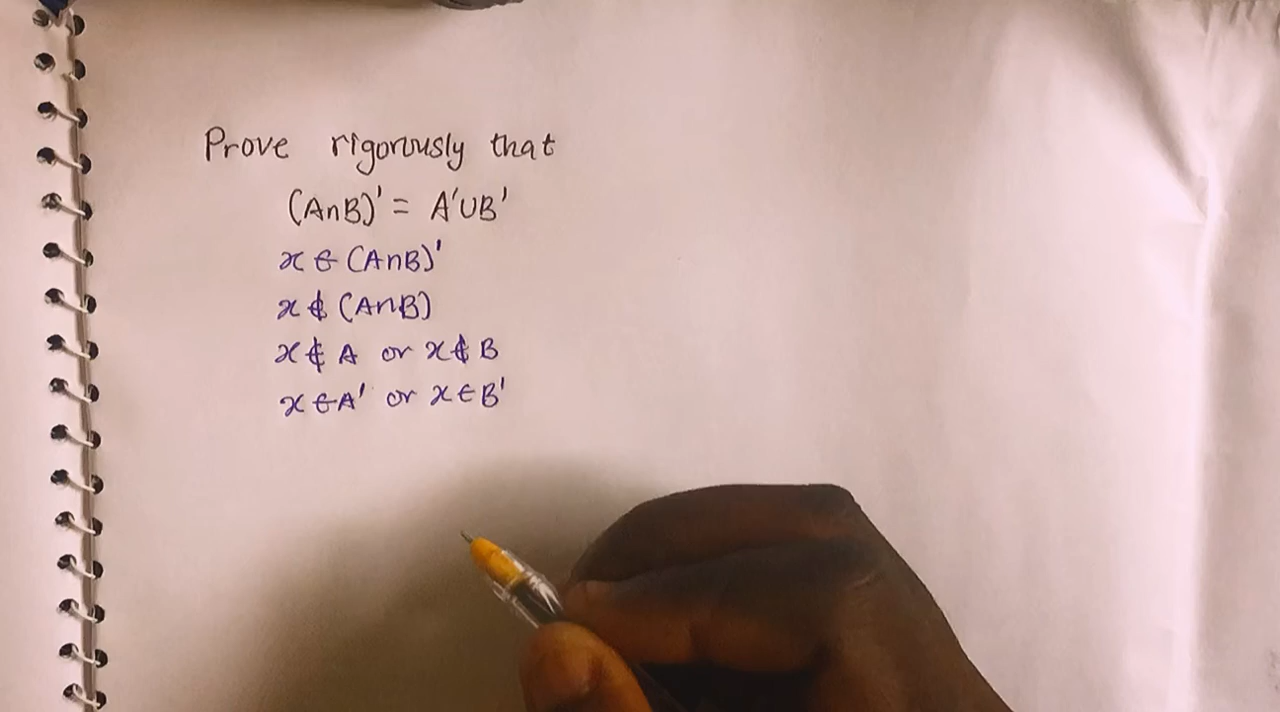 Prove rigorously that
(A∩B)' = A'∪B'
x ∈ (A∩B)'
x ∉ (A∩B)
x ∉ A or x ∉ B
x ∈ A' or x ∈ B'